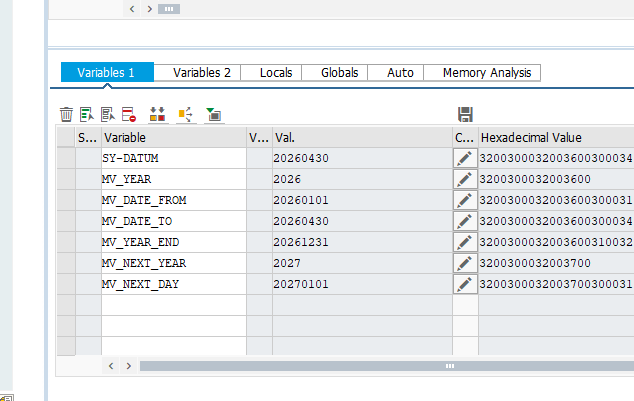 Variables 1 Variables 2 Locals Globals Auto Memory Analysis
S... Variable V... Val. C... Hexadecimal Value
SY-DATUM 20260430 32003000320036003000340
MV_YEAR 2026 3200300032003600
MV_DATE_FROM 20260101 3200300032003600300031
MV_DATE_TO 20260430 3200300032003600300034
MV_YEAR_END 20261231 3200300032003600310032
MV_NEXT_YEAR 2027 3200300032003700
MV_NEXT_DAY 20270101 3200300032003700300031